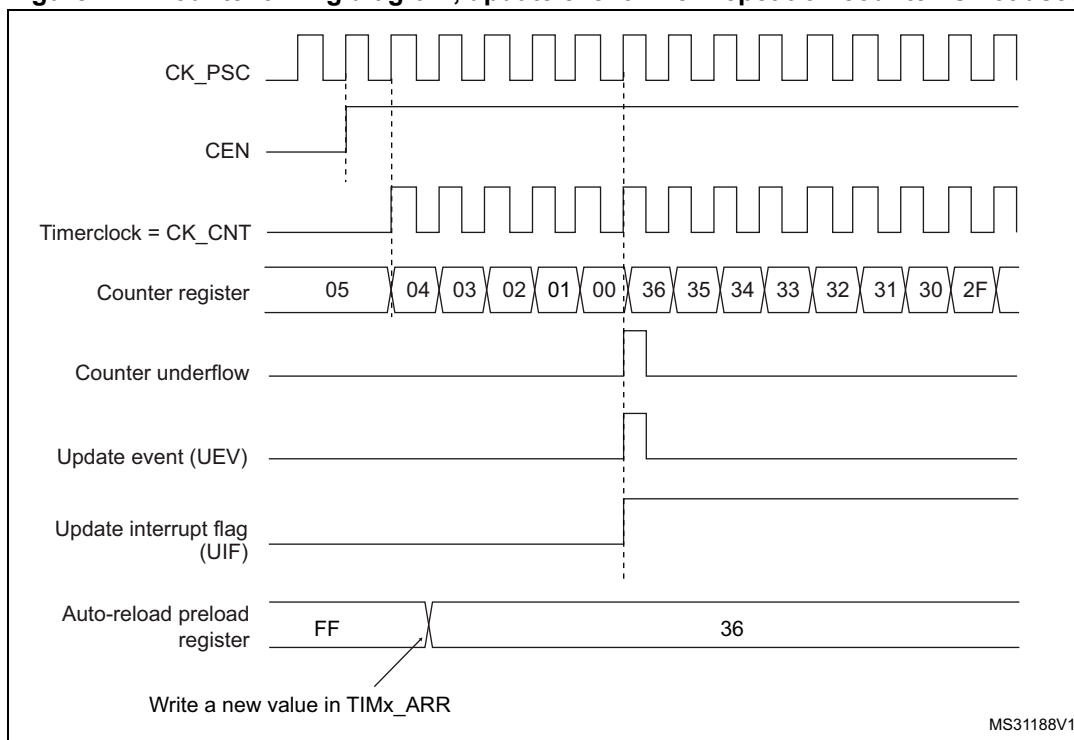 CK_PSC
CEN
Timerclock = CK_CNT
Counter register 05 04 03 02 01 00 36 35 34 33 32 31 30 2F
Counter underflow
Update event (UEV)
Update interrupt flag
(UIF)
Auto-reload preload
register
FF 36
Write a new value in TIMx_ARR
MS31188V1